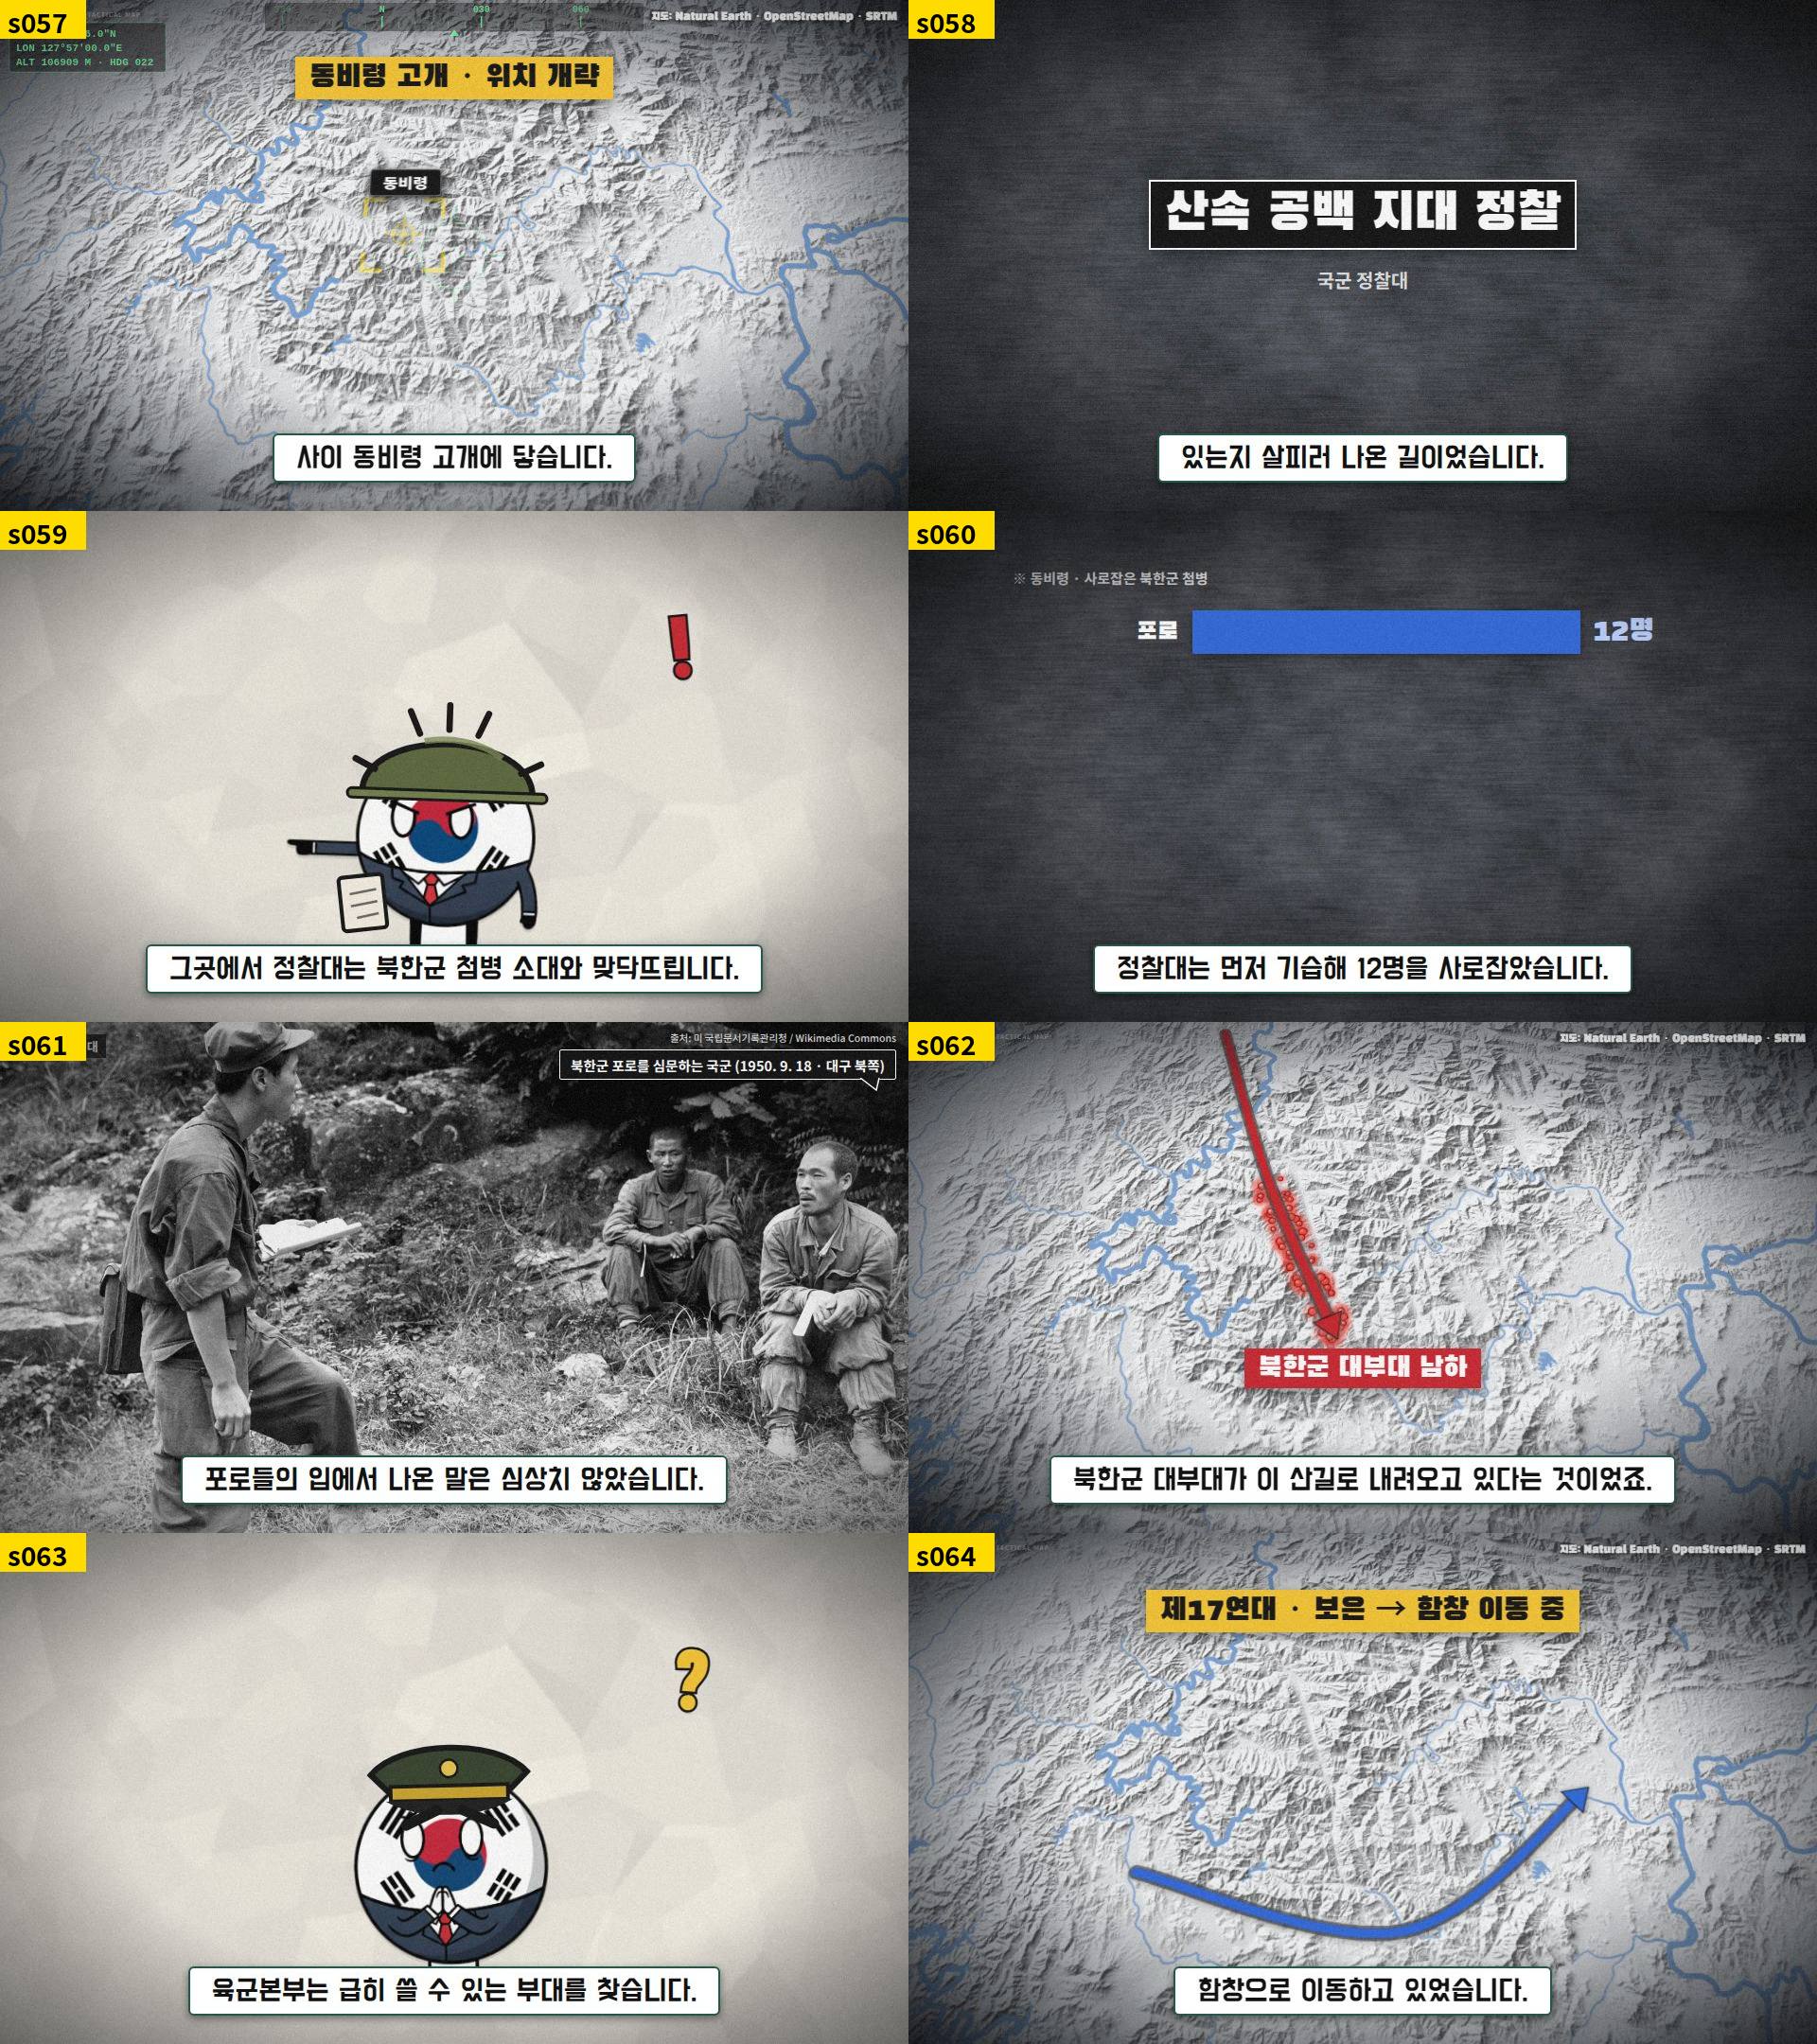 s057
N
030
060
지도: Natural Earth · OpenStreetMap · SRTM
LON 127°57'00.0"E
ALT 106909 M · HDG 022
동비령 고개 · 위치 개략
동비령
사이 동비령 고개에 닿습니다.
s058
산속 공백 지대 정찰
국군 정찰대
있는지 살피러 나온 길이었습니다.
s059
!
그곳에서 정찰대는 북한군 첨병 소대와 맞닥뜨립니다.
s060
※ 동비령 · 사로잡은 북한군 첨병
포로
12명
정찰대는 먼저 기습해 12명을 사로잡았습니다.
s061
대
출처: 미 국립문서기록관리청 / Wikimedia Commons
북한군 포로를 심문하는 국군 (1950. 9. 18 · 대구 북쪽)
포로들의 입에서 나온 말은 심상치 않았습니다.
s062
지도: Natural Earth · OpenStreetMap · SRTM
북한군 대부대 남하
북한군 대부대가 이 산길로 내려오고 있다는 것이었죠.
s063
?
육군본부는 급히 쓸 수 있는 부대를 찾습니다.
s064
지도: Natural Earth · OpenStreetMap · SRTM
제17연대 · 보은 → 함창 이동 중
함창으로 이동하고 있었습니다.